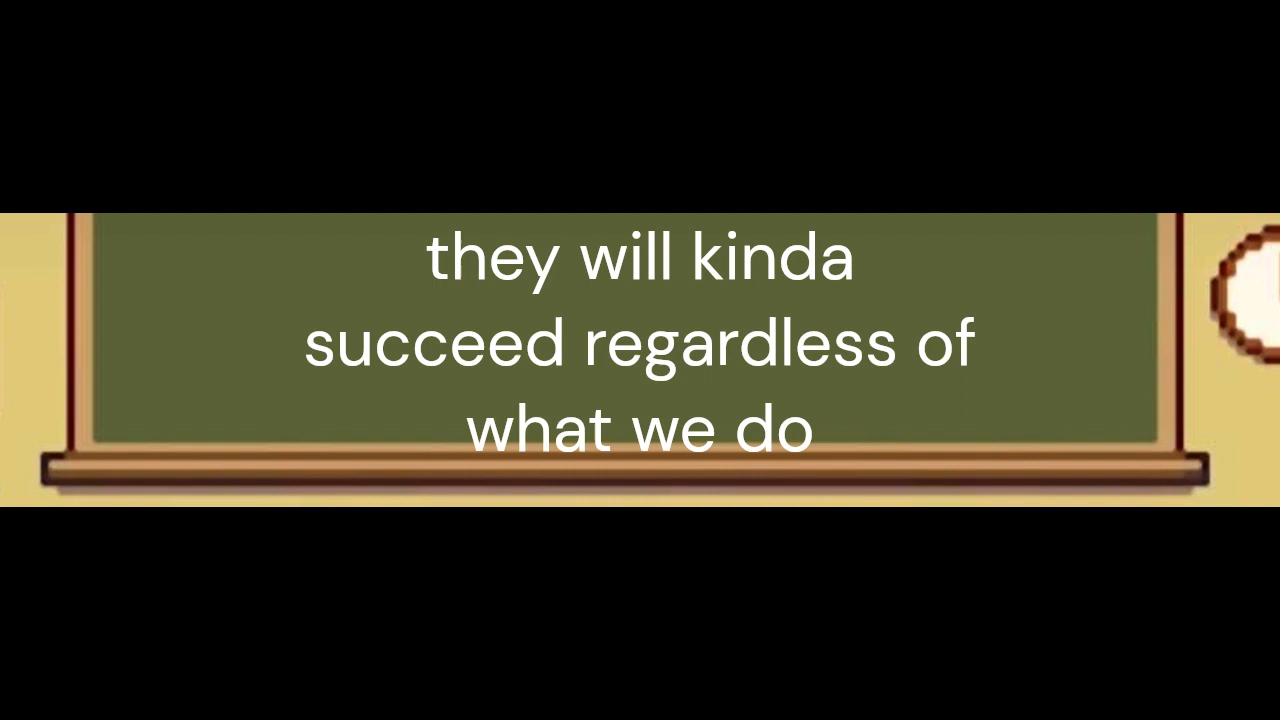 they will kinda
succeed regardless of
what we do